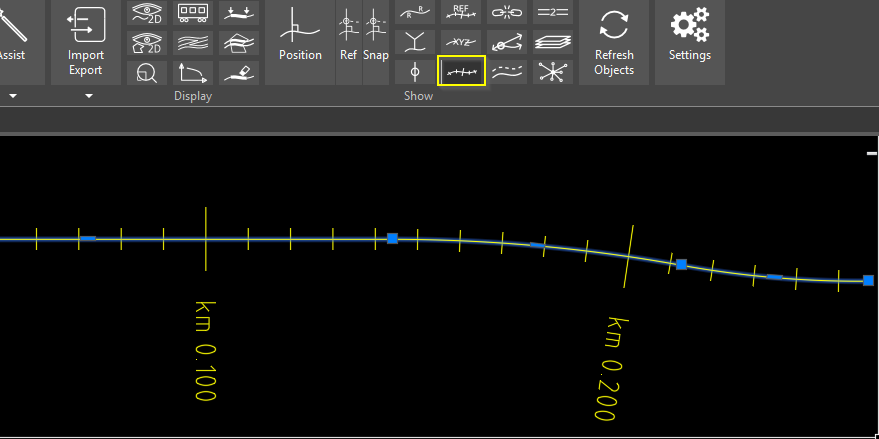 ssist
Import
Export
2D
2D
Display
Position
Ref
Snap
R R
REF
XYZ
=2=
Show
Refresh
Objects
Settings
km 0.100
km 0.200